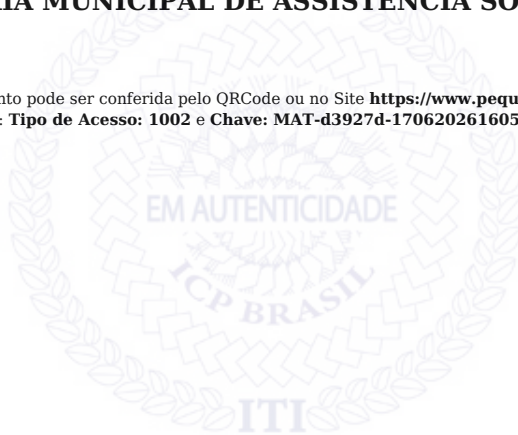 IA MUNICIPAL DE ASSISTÊNCIA SO
nto pode ser conferida pelo QRCode ou no Site https://www.pequ
: Tipo de Acesso: 1002 e Chave: MAT-d3927d-170620261605
EM AUTENTICIDADE
ICP BRASIL
ITI